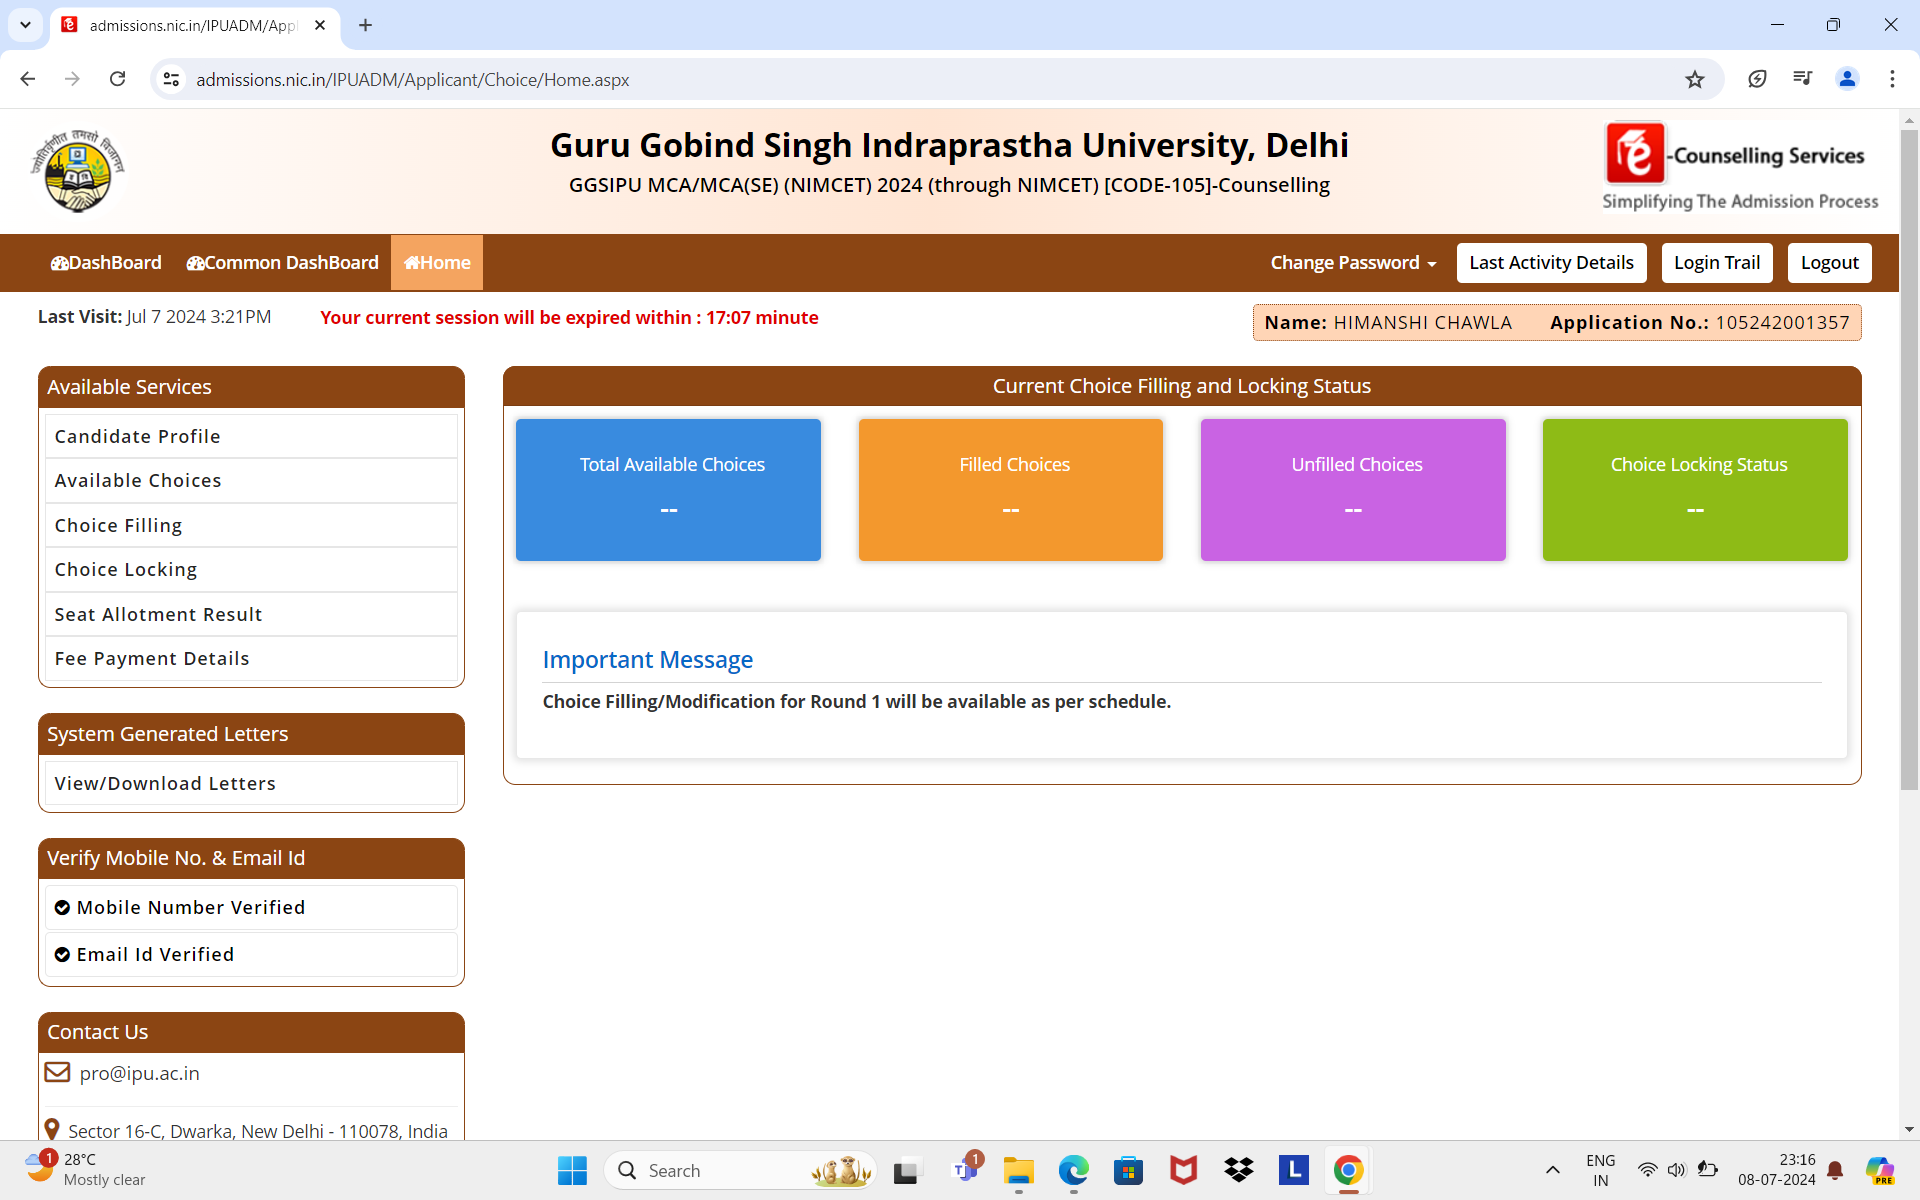 admissions.nic.in/IPUADM/Appl
admissions.nic.in/IPUADM/Applicant/Choice/Home.aspx
Guru Gobind Singh Indraprastha University, Delhi
GGSIPU MCA/MCA(SE) (NIMCET) 2024 (through NIMCET) [CODE-105]-Counselling
-Counselling Services
Simplifying The Admission Process
DashBoard Common DashBoard Home Change Password Last Activity Details Login Trail Logout
Last Visit: Jul 7 2024 3:21PM Your current session will be expired within : 17:07 minute Name: HIMANSHI CHAWLA Application No.: 105242001357
Available Services
Candidate Profile
Available Choices
Choice Filling
Choice Locking
Seat Allotment Result
Fee Payment Details
System Generated Letters
View/Download Letters
Verify Mobile No. & Email Id
Mobile Number Verified
Email Id Verified
Contact Us
pro@ipu.ac.in
Sector 16-C, Dwarka, New Delhi - 110078, India
Current Choice Filling and Locking Status
Total Available Choices
--
Filled Choices
--
Unfilled Choices
--
Choice Locking Status
--
Important Message
Choice Filling/Modification for Round 1 will be available as per schedule.
1
28°C
Mostly clear
Search
1
L
ENG
IN
23:16
08-07-2024
PRE